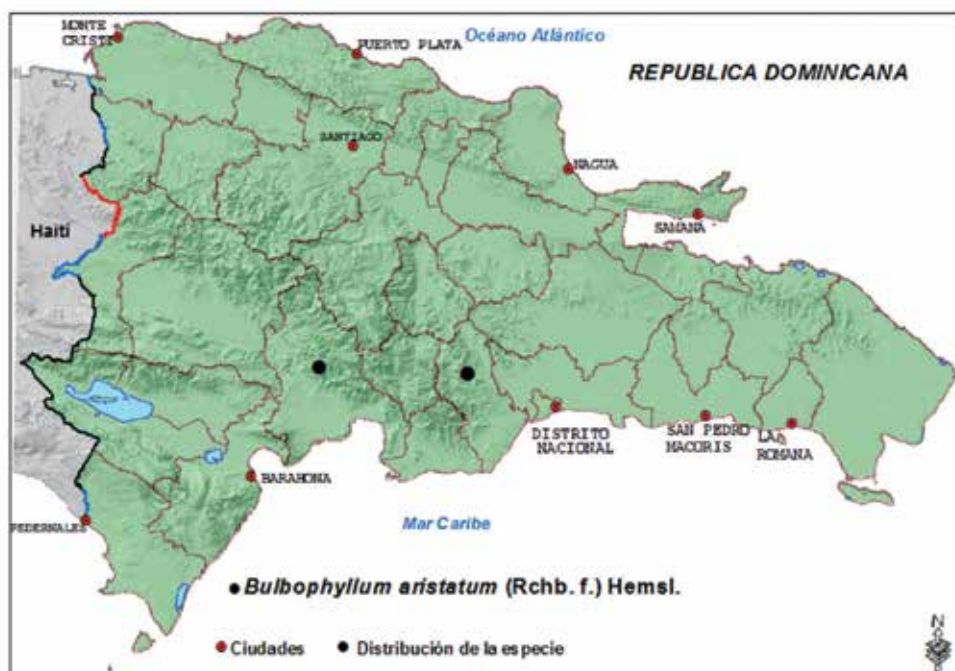 MONTE
CRISTI
PUERTO PLATA
Océano Atlántico
REPUBLICA DOMINICANA
SANTIAGO
NAGUA
SAMANA
Haití
DISTRITO
NACIONAL
SAN PEDRO
MACORIS
LA
ROMANA
BARAHONA
PEDERNALES
Mar Caribe
Bulbophyllum aristatum (Rchb. f.) Hemsl.
Ciudades
Distribución de la especie
N